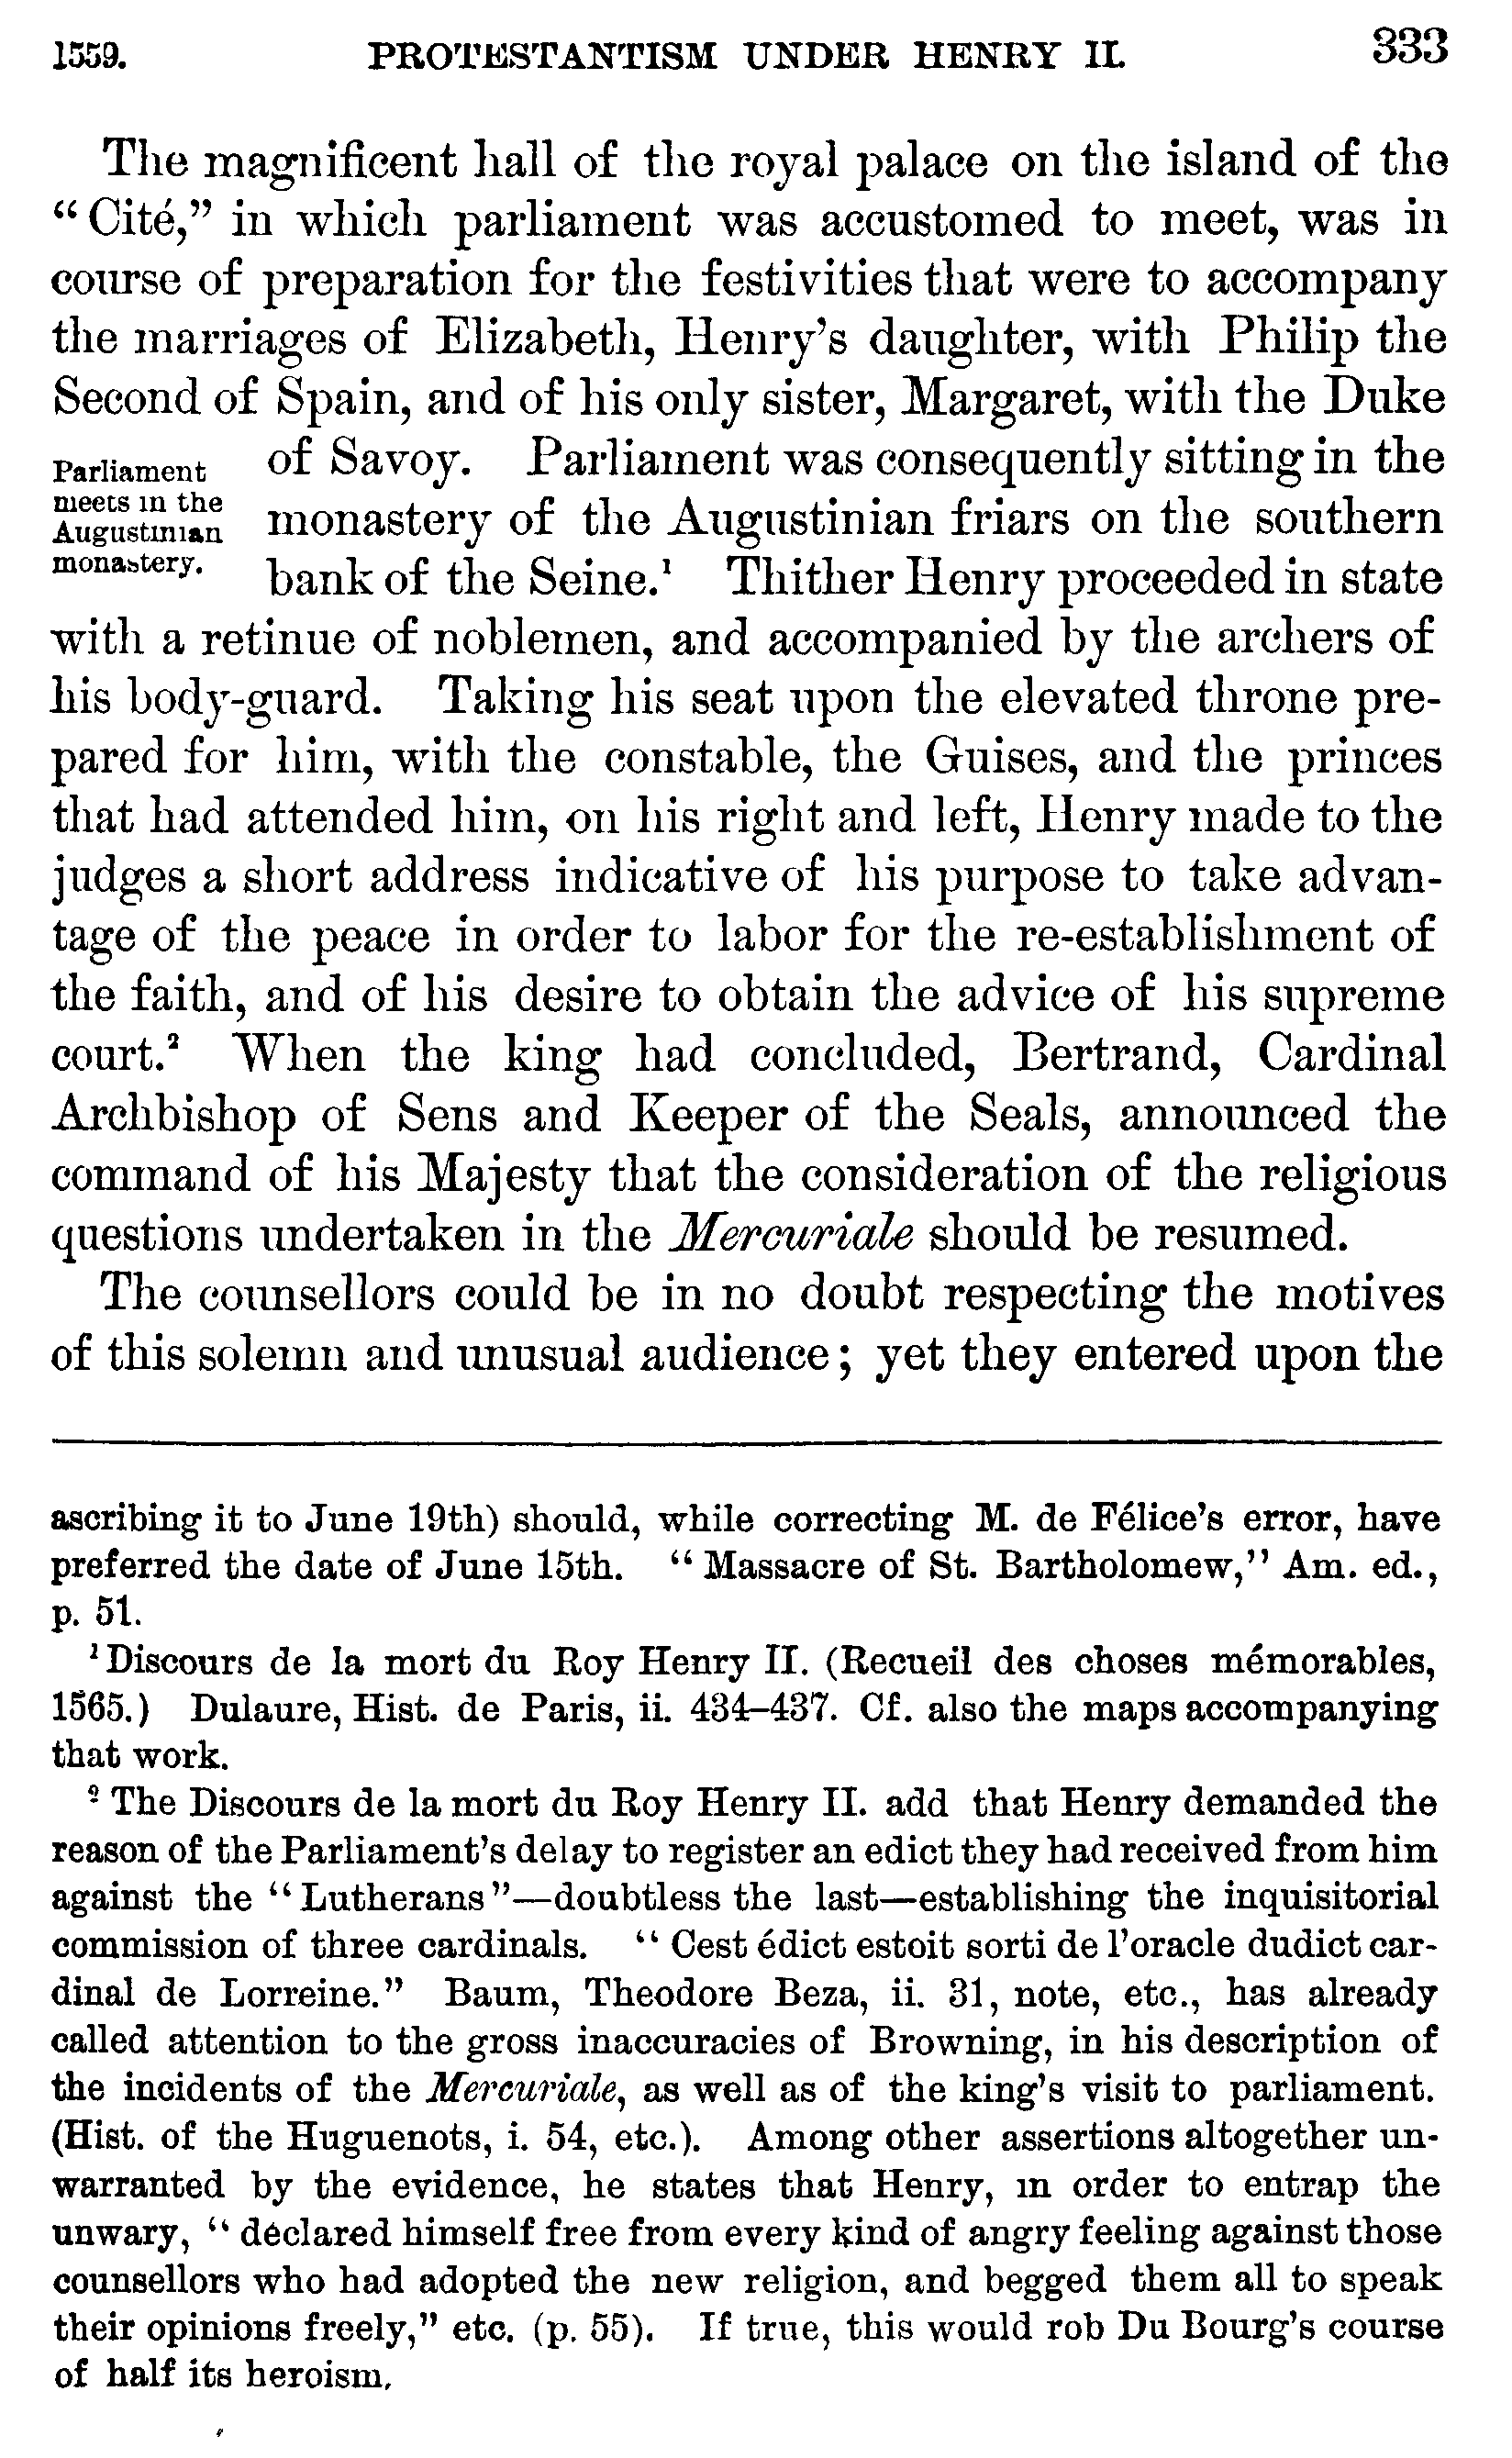 1559. PROTESTANTISM UNDER HENRY II. 333
The magnificent hall of the royal palace on the island of the
“Cité,” in which parliament was accustomed to meet, was in
course of preparation for the festivities that were to accompany
the marriages of Elizabeth, Henry’s daughter, with Philip the
Second of Spain, and of his only sister, Margaret, with the Duke
Parliament
meets in the
Augustinian
monastery.
of Savoy. Parliament was consequently sitting in the
monastery of the Augustinian friars on the southern
bank of the Seine.¹ Thither Henry proceeded in state
with a retinue of noblemen, and accompanied by the archers of
his body-guard. Taking his seat upon the elevated throne pre-
pared for him, with the constable, the Guises, and the princes
that had attended him, on his right and left, Henry made to the
judges a short address indicative of his purpose to take advan-
tage of the peace in order to labor for the re-establishment of
the faith, and of his desire to obtain the advice of his supreme
court.² When the king had concluded, Bertrand, Cardinal
Archbishop of Sens and Keeper of the Seals, announced the
command of his Majesty that the consideration of the religious
questions undertaken in the Mercuriale should be resumed.
The counsellors could be in no doubt respecting the motives
of this solemn and unusual audience; yet they entered upon the
ascribing it to June 19th) should, while correcting M. de Félice’s error, have
preferred the date of June 15th. “Massacre of St. Bartholomew,” Am. ed.,
p. 51.
¹ Discours de la mort du Roy Henry II. (Recueil des choses mémorables,
1565.) Dulaure, Hist. de Paris, ii. 434–437. Cf. also the maps accompanying
that work.
² The Discours de la mort du Roy Henry II. add that Henry demanded the
reason of the Parliament’s delay to register an edict they had received from him
against the “Lutherans”—doubtless the last—establishing the inquisitorial
commission of three cardinals. “Cest édict estoit sorti de l’oracle dudict car-
dinal de Lorreine.” Baum, Theodore Beza, ii. 31, note, etc., has already
called attention to the gross inaccuracies of Browning, in his description of
the incidents of the Mercuriale, as well as of the king’s visit to parliament.
(Hist. of the Huguenots, i. 54, etc.). Among other assertions altogether un-
warranted by the evidence, he states that Henry, in order to entrap the
unwary, “declared himself free from every kind of angry feeling against those
counsellors who had adopted the new religion, and begged them all to speak
their opinions freely,” etc. (p. 55). If true, this would rob Du Bourg’s course
of half its heroism.